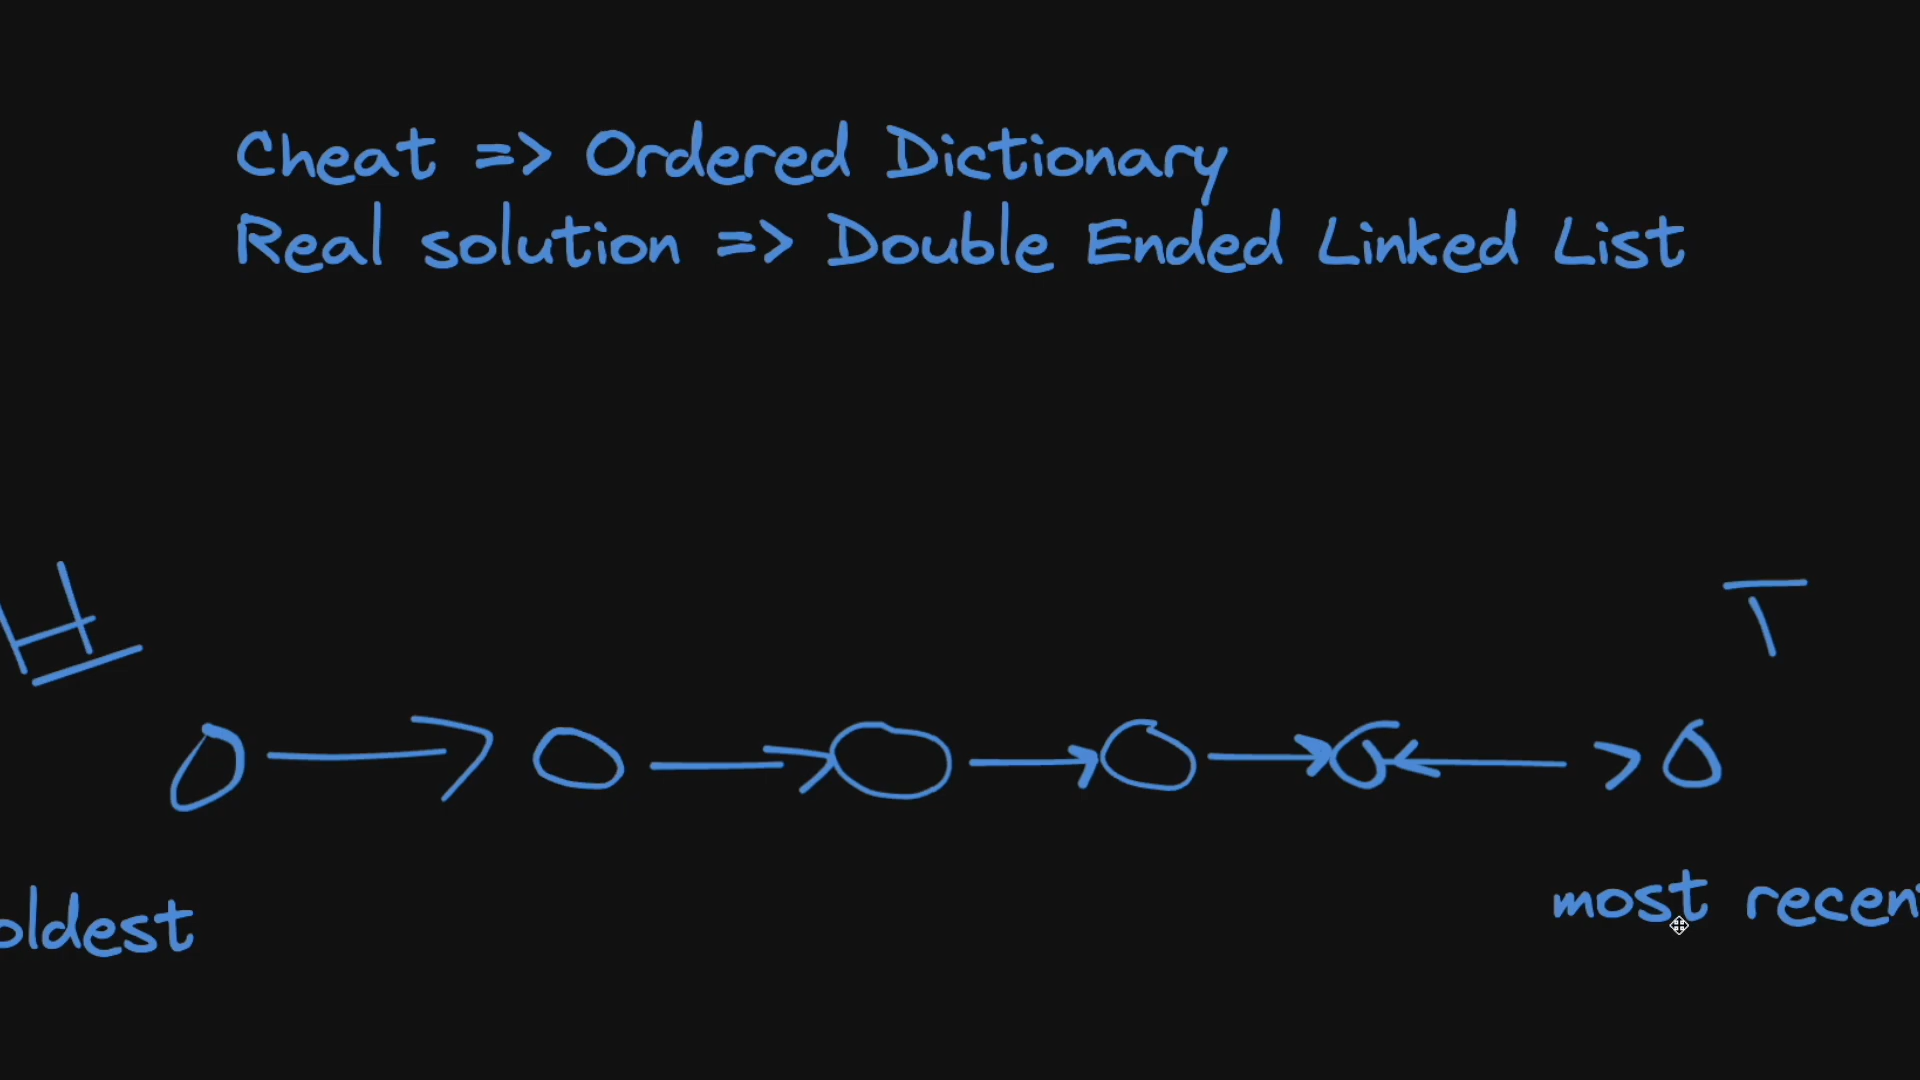 Cheat => Ordered Dictionary
Real solution => Double Ended Linked List
H
T
oldest
most recen